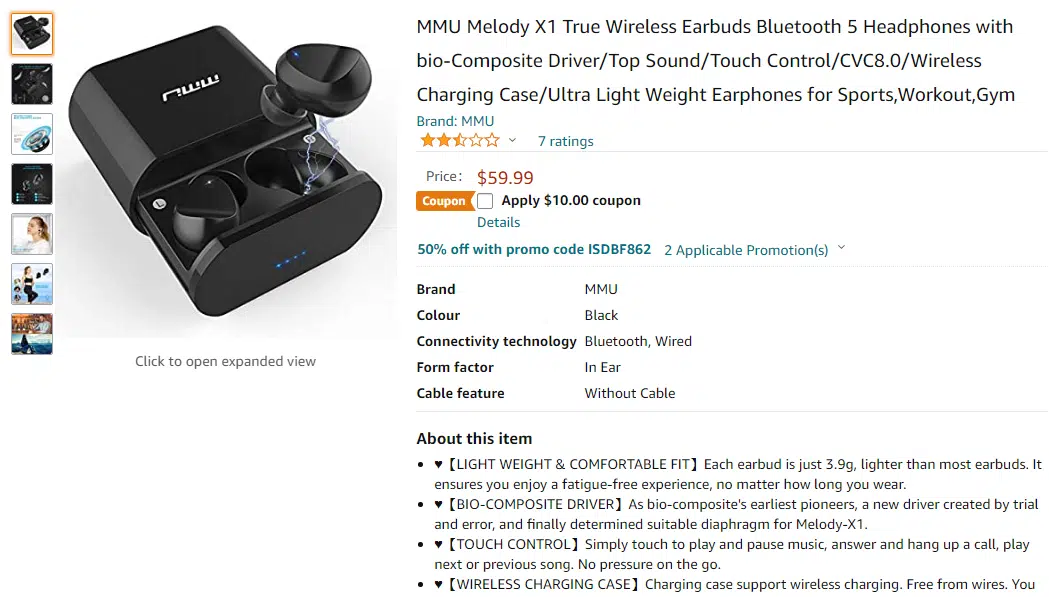 MMU Melody X1 True Wireless Earbuds Bluetooth 5 Headphones with
bio-Composite Driver/Top Sound/Touch Control/CVC8.0/Wireless
Charging Case/Ultra Light Weight Earphones for Sports,Workout,Gym
Brand: MMU
7 ratings
Price: $59.99
Coupon Apply $10.00 coupon
Details
50% off with promo code ISDBF862 2 Applicable Promotion(s)
Brand MMU
Colour Black
Connectivity technology Bluetooth, Wired
Form factor In Ear
Cable feature Without Cable
About this item
• ♥【LIGHT WEIGHT & COMFORTABLE FIT】Each earbud is just 3.9g, lighter than most earbuds. It
ensures you enjoy a fatigue-free experience, no matter how long you wear.
• ♥【BIO-COMPOSITE DRIVER】As bio-composite's earliest pioneers, a new driver created by trial
and error, and finally determined suitable diaphragm for Melody-X1.
• ♥【TOUCH CONTROL】Simply touch to play and pause music, answer and hang up a call, play
next or previous song. No pressure on the go.
• ♥【WIRELESS CHARGING CASE】Charging case support wireless charging. Free from wires. You
MMU
L
Click to open expanded view